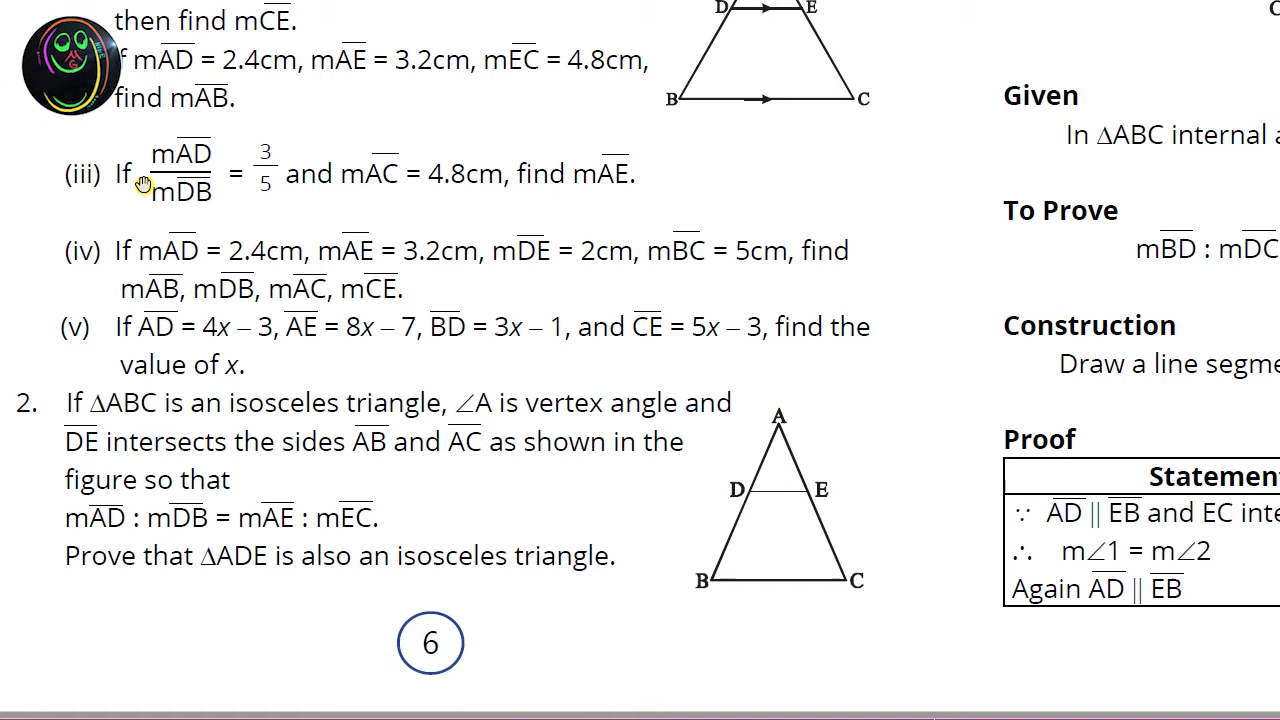 then find mCE.
If mAD = 2.4cm, mAE = 3.2cm, mEC = 4.8cm,
find mAB.
(iii) If mAD/mDB = 3/5 and mAC = 4.8cm, find mAE.
(iv) If mAD = 2.4cm, mAE = 3.2cm, mDE = 2cm, mBC = 5cm, find
mAB, mDB, mAC, mCE.
(v) If AD = 4x – 3, AE = 8x – 7, BD = 3x – 1, and CE = 5x – 3, find the
value of x.
2. If ∆ABC is an isosceles triangle, ∠A is vertex angle and
DE intersects the sides AB and AC as shown in the
figure so that
mAD : mDB = mAE : mEC.
Prove that ∆ADE is also an isosceles triangle.
6
D E
B C
A
D E
B C
C
Given
In ∆ABC internal a
To Prove
mBD : mDC
Construction
Draw a line segme
Proof
Statemen
∵ AD || EB and EC inte
∴ m∠1 = m∠2
Again AD || EB